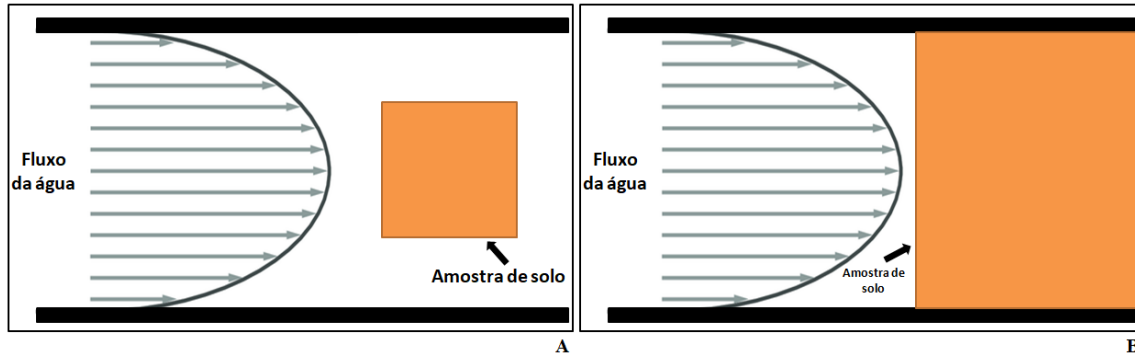 Fluxo
da água
Amostra de solo
A
Fluxo
da água
Amostra de
solo
B